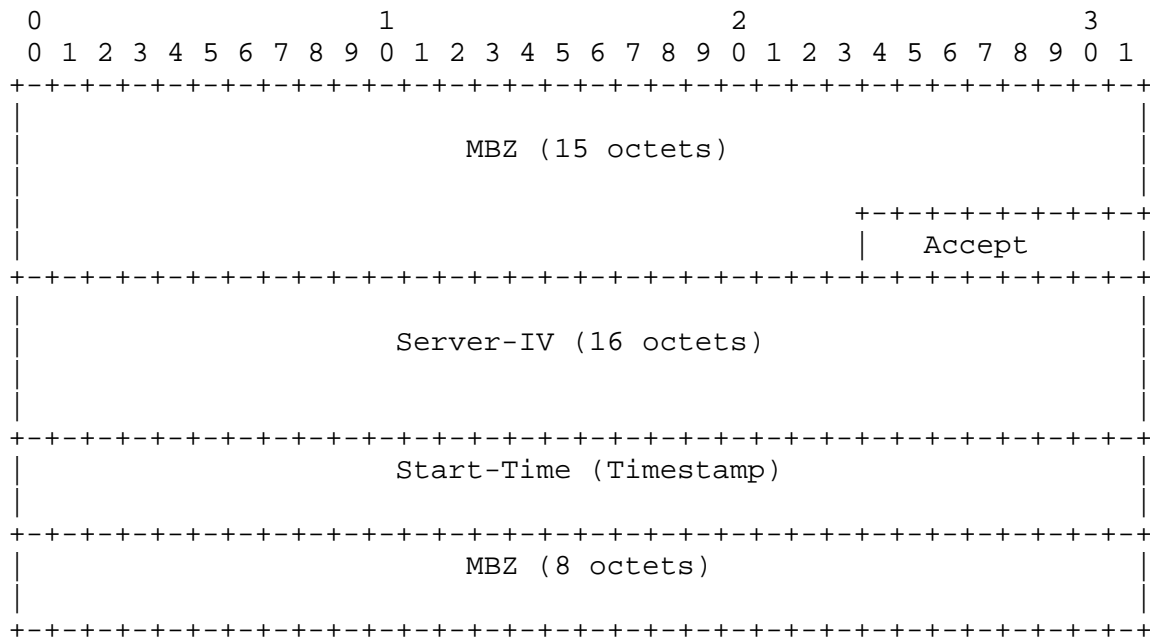 0                   1                   2                   3
0 1 2 3 4 5 6 7 8 9 0 1 2 3 4 5 6 7 8 9 0 1 2 3 4 5 6 7 8 9 0 1
+-+-+-+-+-+-+-+-+-+-+-+-+-+-+-+-+-+-+-+-+-+-+-+-+-+-+-+-+-+-+-+-+
|                                                               |
|                         MBZ (15 octets)                       |
|                                                               |
|                                               +-+-+-+-+-+-+-+-+
|                                               |   Accept      |
+-+-+-+-+-+-+-+-+-+-+-+-+-+-+-+-+-+-+-+-+-+-+-+-+-+-+-+-+-+-+-+-+
|                                                               |
|                     Server-IV (16 octets)                     |
|                                                               |
|                                                               |
+-+-+-+-+-+-+-+-+-+-+-+-+-+-+-+-+-+-+-+-+-+-+-+-+-+-+-+-+-+-+-+-+
|                     Start-Time (Timestamp)                    |
|                                                               |
+-+-+-+-+-+-+-+-+-+-+-+-+-+-+-+-+-+-+-+-+-+-+-+-+-+-+-+-+-+-+-+-+
|                         MBZ (8 octets)                        |
|                                                               |
+-+-+-+-+-+-+-+-+-+-+-+-+-+-+-+-+-+-+-+-+-+-+-+-+-+-+-+-+-+-+-+-+